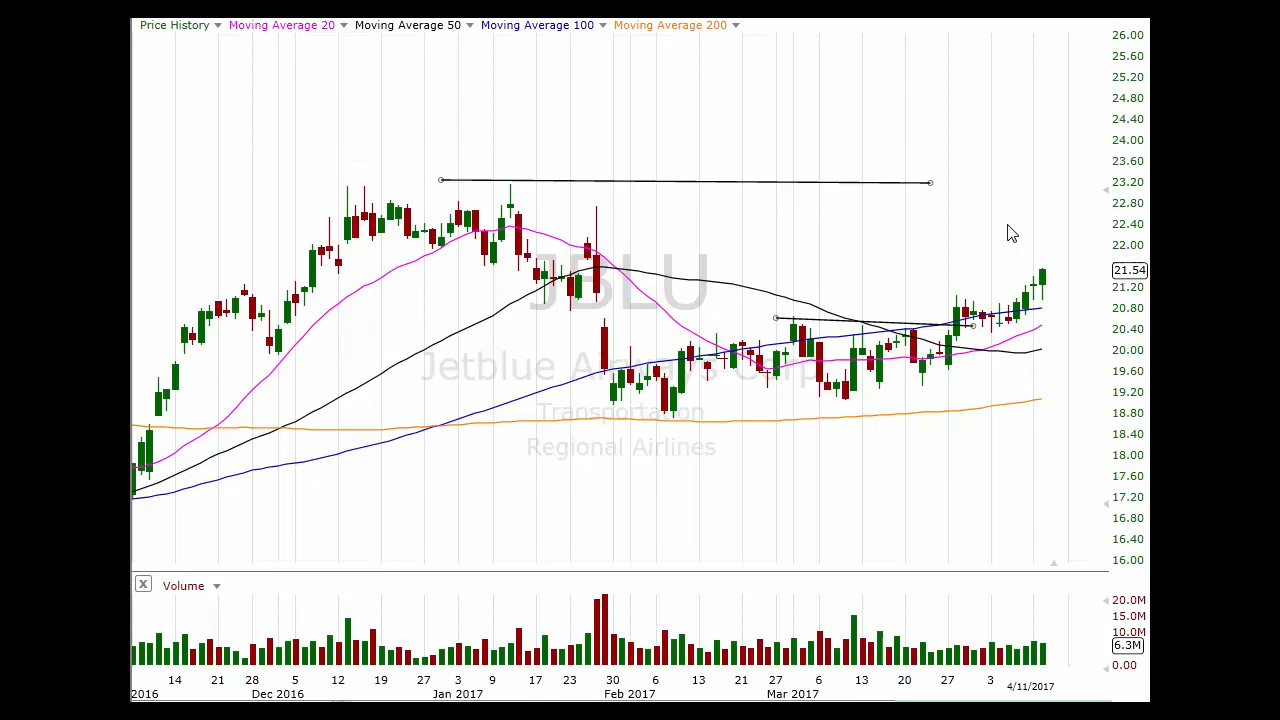 Price History Moving Average 20 Moving Average 50 Moving Average 100 Moving Average 200
26.00
25.60
25.20
24.80
24.40
24.00
23.60
23.20
22.80
22.40
22.00
21.54
21.20
20.80
20.40
20.00
19.60
19.20
18.80
18.40
18.00
17.60
17.20
16.80
16.40
16.00
JBLU
Jetblue Airways Corp
Transportation
Regional Airlines
X Volume
20.0M
15.0M
10.0M
6.3M
0.00
14 21 28 5 12 19 27 3 9 17 23 30 6 13 21 27 6 13 20 27 3 4/11/2017
2016 Dec 2016 Jan 2017 Feb 2017 Mar 2017